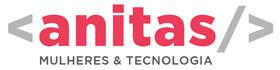 <anitas/>
MULHERES & TECNOLOGIA